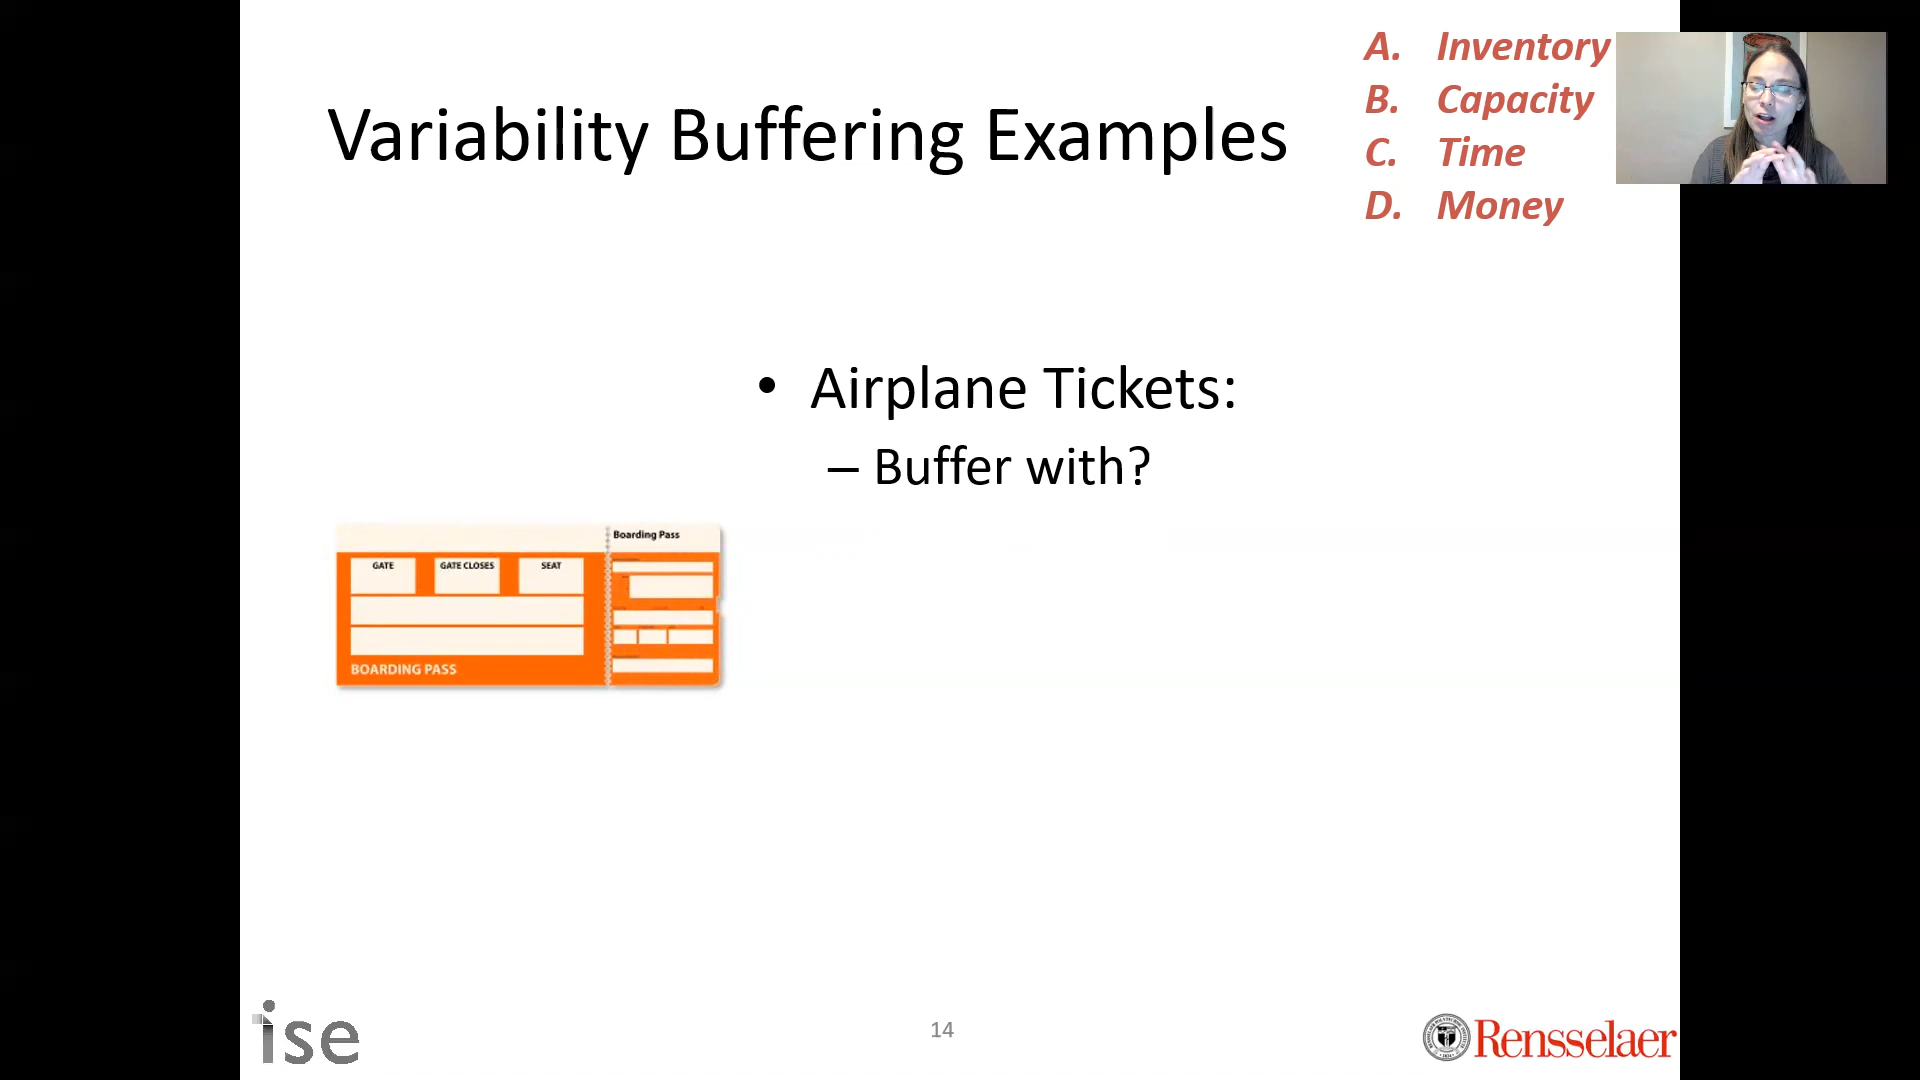 A. Inventory
B. Capacity
C. Time
D. Money
Variability Buffering Examples
• Airplane Tickets:
– Buffer with?
Boarding Pass
GATE GATE CLOSES SEAT
BOARDING PASS
ise
14
Rensselaer